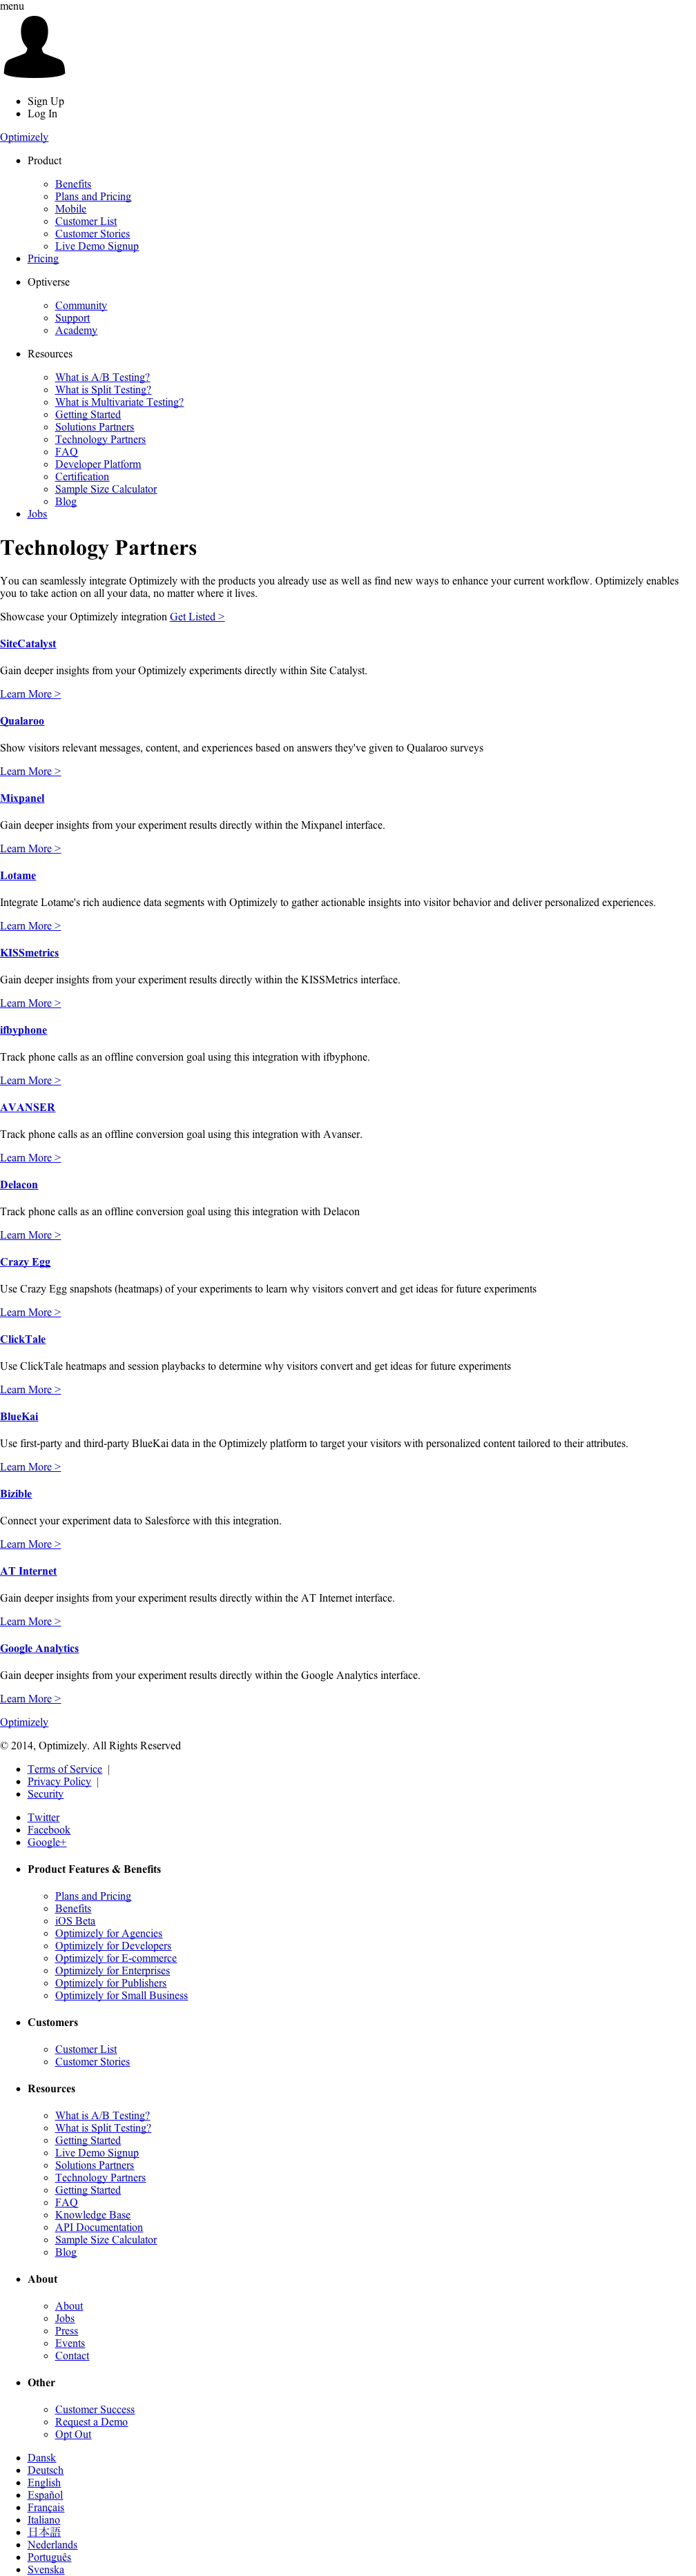 menu
Sign Up
Log In
Optimizely
Product
Benefits
Plans and Pricing
Mobile
Customer List
Customer Stories
Live Demo Signup
Pricing
Optiverse
Community
Support
Academy
Resources
What is A/B Testing?
What is Split Testing?
What is Multivariate Testing?
Getting Started
Solutions Partners
Technology Partners
FAQ
Developer Platform
Certification
Sample Size Calculator
Blog
Jobs
Technology Partners
You can seamlessly integrate Optimizely with the products you already use as well as find new ways to enhance your current workflow. Optimizely enables
you to take action on all your data, no matter where it lives.
Showcase your Optimizely integration Get Listed >
SiteCatalyst
Gain deeper insights from your Optimizely experiments directly within Site Catalyst.
Learn More >
Qualaroo
Show visitors relevant messages, content, and experiences based on answers they've given to Qualaroo surveys
Learn More >
Mixpanel
Gain deeper insights from your experiment results directly within the Mixpanel interface.
Learn More >
Lotame
Integrate Lotame's rich audience data segments with Optimizely to gather actionable insights into visitor behavior and deliver personalized experiences.
Learn More >
KISSmetrics
Gain deeper insights from your experiment results directly within the KISSMetrics interface.
Learn More >
ifbyphone
Track phone calls as an offline conversion goal using this integration with ifbyphone.
Learn More >
AVANSER
Track phone calls as an offline conversion goal using this integration with Avanser.
Learn More >
Delacon
Track phone calls as an offline conversion goal using this integration with Delacon
Learn More >
Crazy Egg
Use Crazy Egg snapshots (heatmaps) of your experiments to learn why visitors convert and get ideas for future experiments
Learn More >
ClickTale
Use ClickTale heatmaps and session playbacks to determine why visitors convert and get ideas for future experiments
Learn More >
BlueKai
Use first-party and third-party BlueKai data in the Optimizely platform to target your visitors with personalized content tailored to their attributes.
Learn More >
Bizible
Connect your experiment data to Salesforce with this integration.
Learn More >
AT Internet
Gain deeper insights from your experiment results directly within the AT Internet interface.
Learn More >
Google Analytics
Gain deeper insights from your experiment results directly within the Google Analytics interface.
Learn More >
Optimizely
© 2014, Optimizely. All Rights Reserved
Terms of Service |
Privacy Policy |
Security
Twitter
Facebook
Google+
Product Features & Benefits
Plans and Pricing
Benefits
iOS Beta
Optimizely for Agencies
Optimizely for Developers
Optimizely for E-commerce
Optimizely for Enterprises
Optimizely for Publishers
Optimizely for Small Business
Customers
Customer List
Customer Stories
Resources
What is A/B Testing?
What is Split Testing?
Getting Started
Live Demo Signup
Solutions Partners
Technology Partners
Getting Started
FAQ
Knowledge Base
API Documentation
Sample Size Calculator
Blog
About
About
Jobs
Press
Events
Contact
Other
Customer Success
Request a Demo
Opt Out
Dansk
Deutsch
English
Español
Français
Italiano
日本語
Nederlands
Português
Svenska